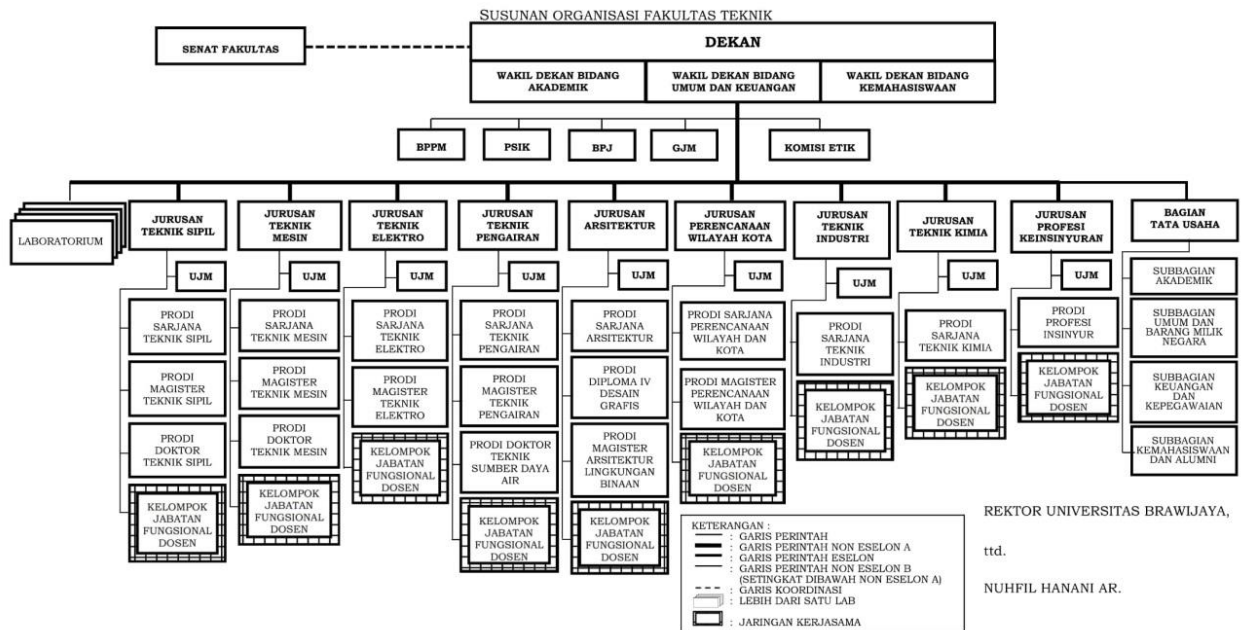 SUSUNAN ORGANISASI FAKULTAS TEKNIK
SENAT FAKULTAS
DEKAN
WAKIL DEKAN BIDANG
AKADEMIK
WAKIL DEKAN BIDANG
UMUM DAN KEUANGAN
WAKIL DEKAN BIDANG
KEMAHASISWAAN
BPPM
PSIK
BPJ
GJM
KOMISI ETIK
LABORATORIUM
JURUSAN
TEKNIK SIPIL
UJM
PRODI
SARJANA
TEKNIK SIPIL
PRODI
MAGISTER
TEKNIK SIPIL
PRODI
DOKTOR
TEKNIK SIPIL
KELOMPOK
JABATAN
FUNGSIONAL
DOSEN
JURUSAN
TEKNIK
MESIN
UJM
PRODI
SARJANA
TEKNIK MESIN
PRODI
MAGISTER
TEKNIK MESIN
PRODI
DOKTOR
TEKNIK MESIN
KELOMPOK
JABATAN
FUNGSIONAL
DOSEN
JURUSAN
TEKNIK
ELEKTRO
UJM
PRODI
SARJANA
TEKNIK
ELEKTRO
PRODI
MAGISTER
TEKNIK
ELEKTRO
KELOMPOK
JABATAN
FUNGSIONAL
DOSEN
JURUSAN
TEKNIK
PENGAIRAN
UJM
PRODI
SARJANA
TEKNIK
PENGAIRAN
PRODI
MAGISTER
TEKNIK
PENGAIRAN
PRODI DOKTOR
TEKNIK
SUMBER DAYA
AIR
KELOMPOK
JABATAN
FUNGSIONAL
DOSEN
JURUSAN
ARSITEKTUR
UJM
PRODI
SARJANA
ARSITEKTUR
PRODI
DIPLOMA IV
DESAIN
GRAFIS
PRODI
MAGISTER
ARSITEKTUR
LINGKUNGAN
BINAAN
KELOMPOK
JABATAN
FUNGSIONAL
DOSEN
JURUSAN
PERENCANAAN
WILAYAH KOTA
UJM
PRODI SARJANA
PERENCANAAN
WILAYAH DAN
KOTA
PRODI MAGISTER
PERENCANAAN
WILAYAH DAN
KOTA
KELOMPOK
JABATAN
FUNGSIONAL
DOSEN
JURUSAN
TEKNIK
INDUSTRI
UJM
PRODI
SARJANA
TEKNIK
INDUSTRI
KELOMPOK
JABATAN
FUNGSIONAL
DOSEN
JURUSAN
TEKNIK KIMIA
UJM
PRODI
SARJANA
TEKNIK KIMIA
KELOMPOK
JABATAN
FUNGSIONAL
DOSEN
JURUSAN
PROFESI
KEINSINYURAN
UJM
PRODI
PROFESI
INSINYUR
KELOMPOK
JABATAN
FUNGSIONAL
DOSEN
BAGIAN
TATA USAHA
SUBBAGIAN
AKADEMIK
SUBBAGIAN
UMUM DAN
BARANG MILIK
NEGARA
SUBBAGIAN
KEUANGAN
DAN
KEPEGAWAIAN
SUBBAGIAN
KEMAHASISWAAN
DAN ALUMNI
KETERANGAN :
: GARIS PERINTAH
: GARIS PERINTAH NON ESELON A
: GARIS PERINTAH ESELON
: GARIS PERINTAH NON ESELON B
(SETINGKAT DIBAWAH NON ESELON A)
: GARIS KOORDINASI
: LEBIH DARI SATU LAB
: JARINGAN KERJASAMA
REKTOR UNIVERSITAS BRAWIJAYA,
ttd.
NUHFIL HANANI AR.